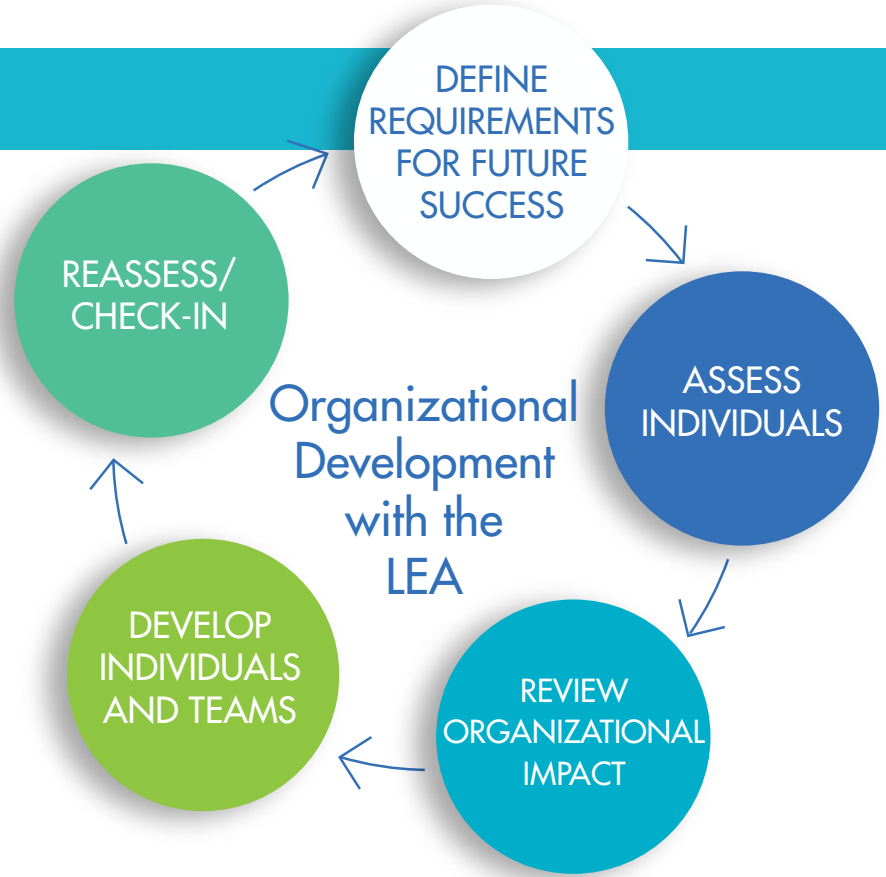 DEFINE
REQUIREMENTS
FOR FUTURE
SUCCESS
ASSESS
INDIVIDUALS
REVIEW
ORGANIZATIONAL
IMPACT
DEVELOP
INDIVIDUALS
AND TEAMS
REASSESS/
CHECK-IN
Organizational
Development
with the
LEA